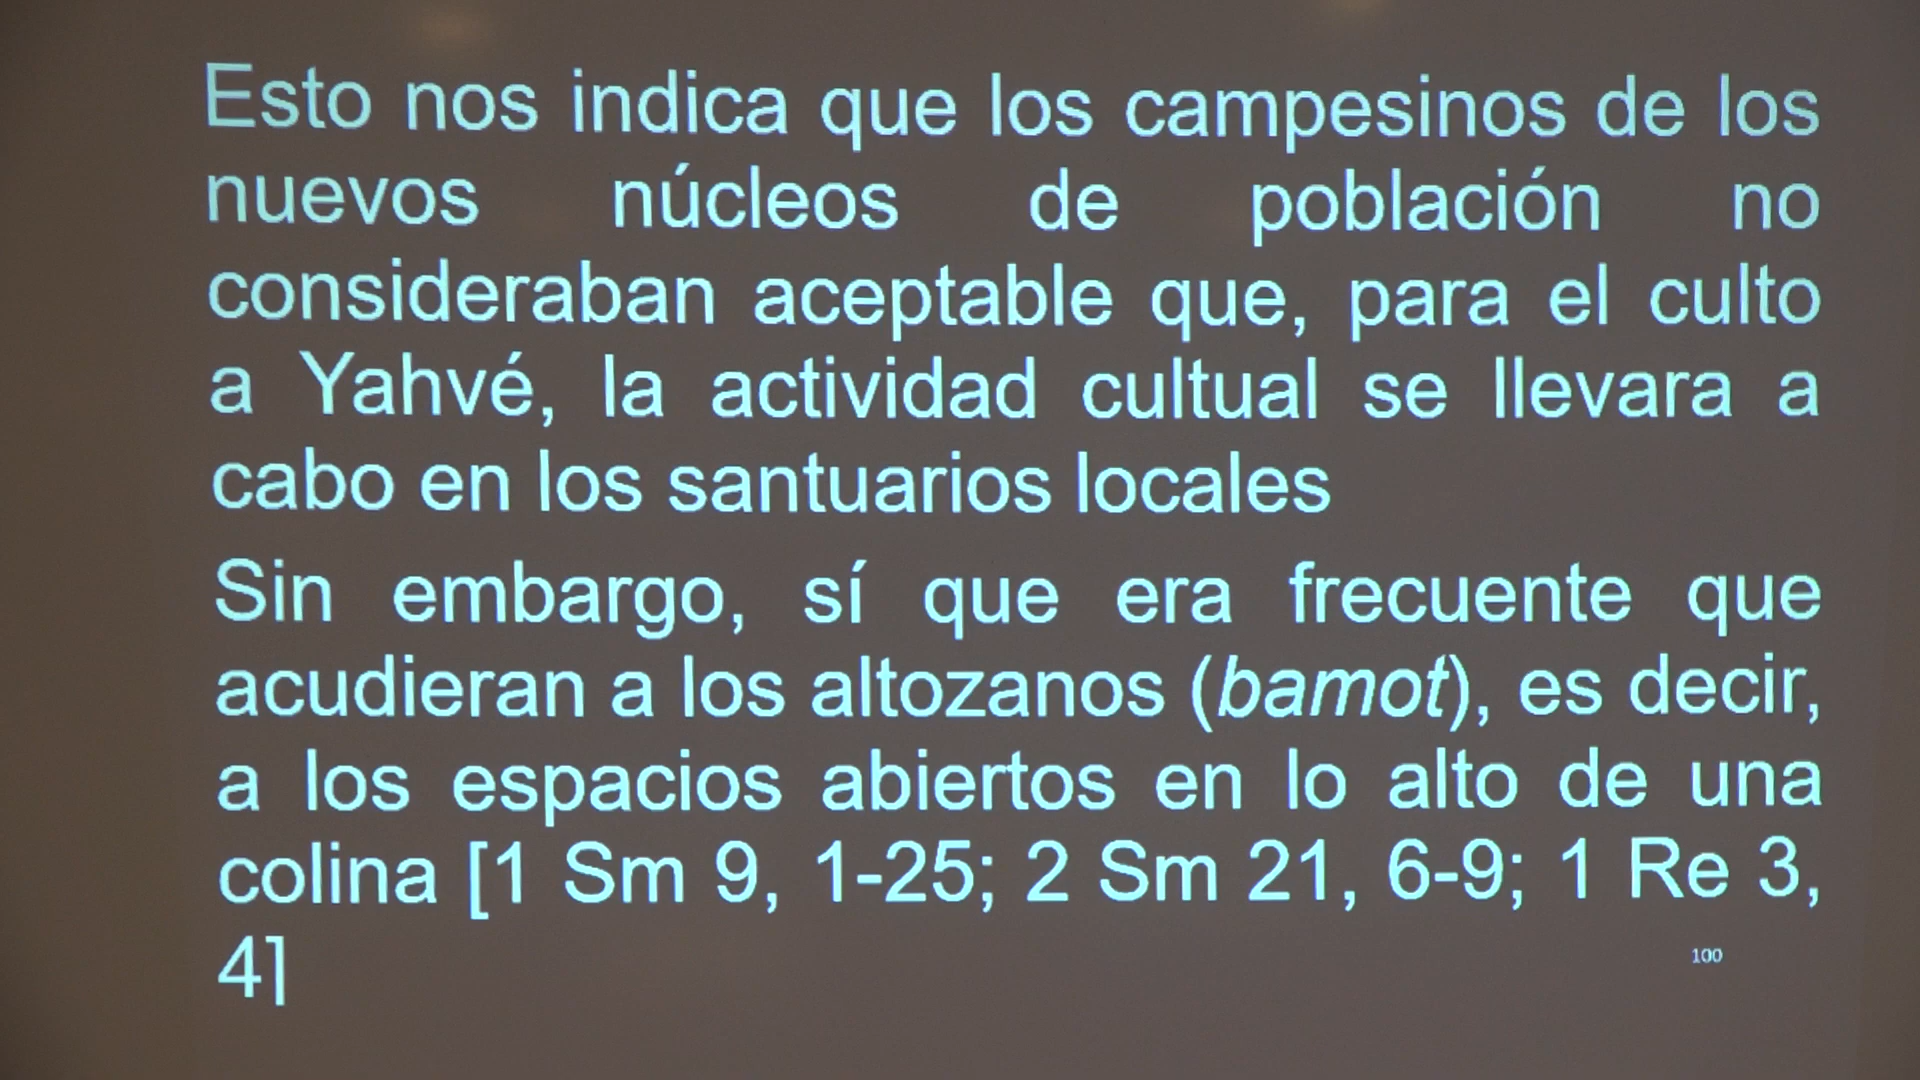 Esto nos indica que los campesinos de los
nuevos núcleos de población no
consideraban aceptable que, para el culto
a Yahvé, la actividad cultual se llevara a
cabo en los santuarios locales
Sin embargo, sí que era frecuente que
acudieran a los altozanos (bamot), es decir,
a los espacios abiertos en lo alto de una
colina [1 Sm 9, 1-25; 2 Sm 21, 6-9; 1 Re 3,
4]
100